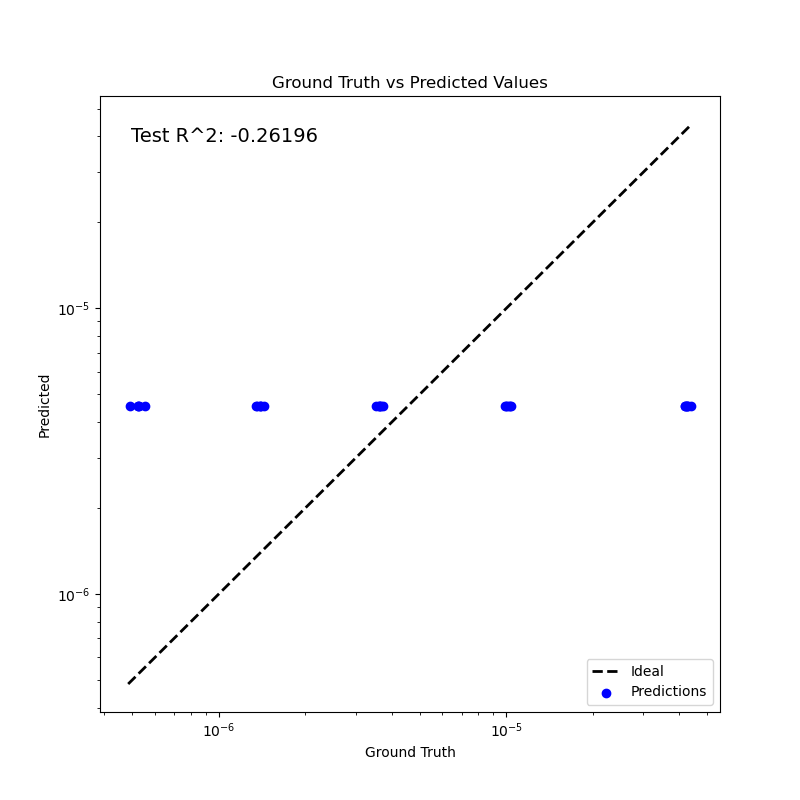 Ground Truth vs Predicted Values
Test R^2: -0.26196
10⁻⁵
10⁻⁶
Predicted
10⁻⁶
10⁻⁵
Ground Truth
Ideal
Predictions